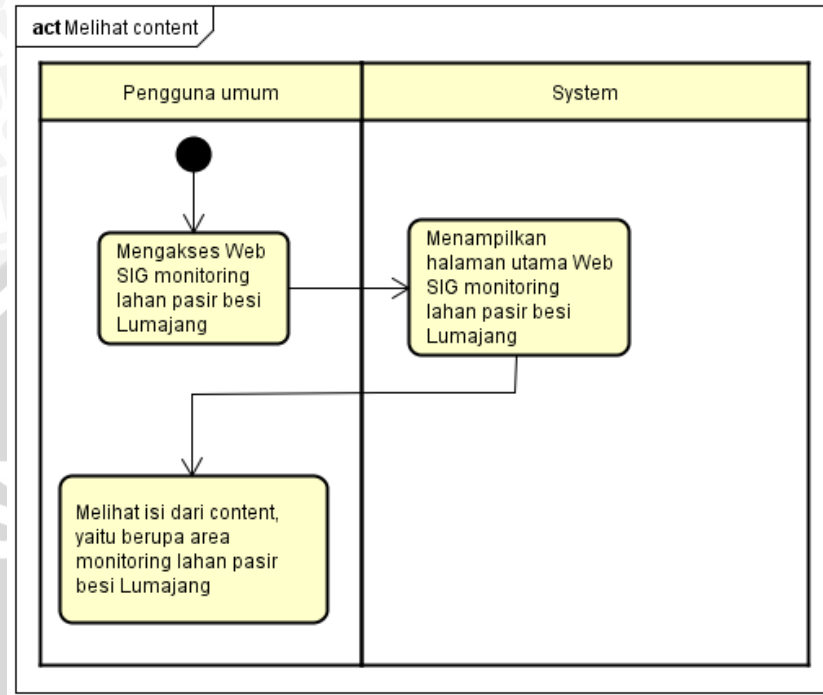 act Melihat content
Pengguna umum
System
Mengakses Web
SIG monitoring
lahan pasir besi
Lumajang
Menampilkan
halaman utama Web
SIG monitoring
lahan pasir besi
Lumajang
Melihat isi dari content,
yaitu berupa area
monitoring lahan pasir
besi Lumajang